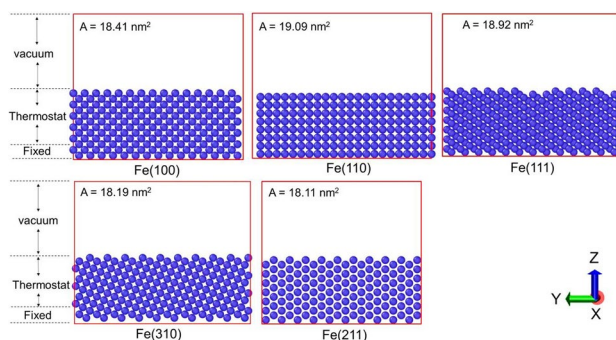 A = 18.41 nm²
A = 19.09 nm²
A = 18.92 nm²
vacuum
Thermostat
Fixed
Fe(100)
Fe(110)
Fe(111)
A = 18.19 nm²
A = 18.11 nm²
vacuum
Thermostat
Fixed
Fe(310)
Fe(211)
Z
Y
X